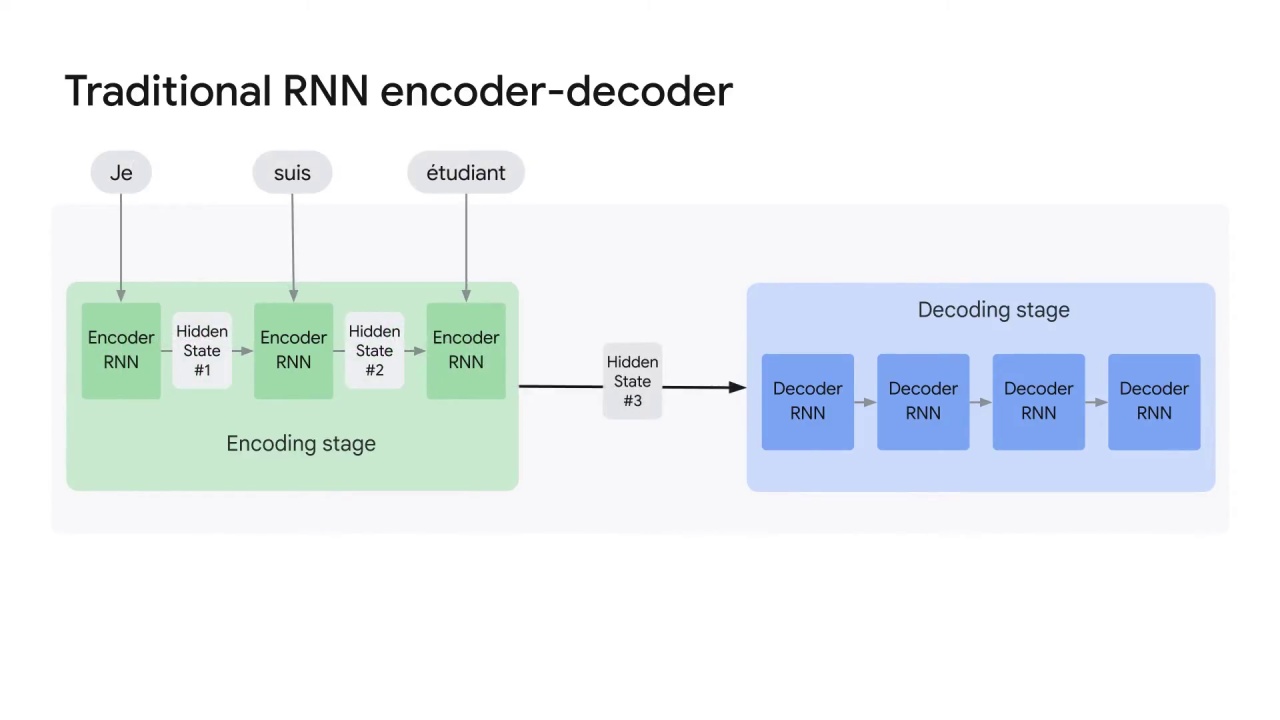 Traditional RNN encoder-decoder
Je
suis
étudiant
Encoder
RNN
Hidden
State
#1
Encoder
RNN
Hidden
State
#2
Encoder
RNN
Encoding stage
Hidden
State
#3
Decoding stage
Decoder
RNN
Decoder
RNN
Decoder
RNN
Decoder
RNN